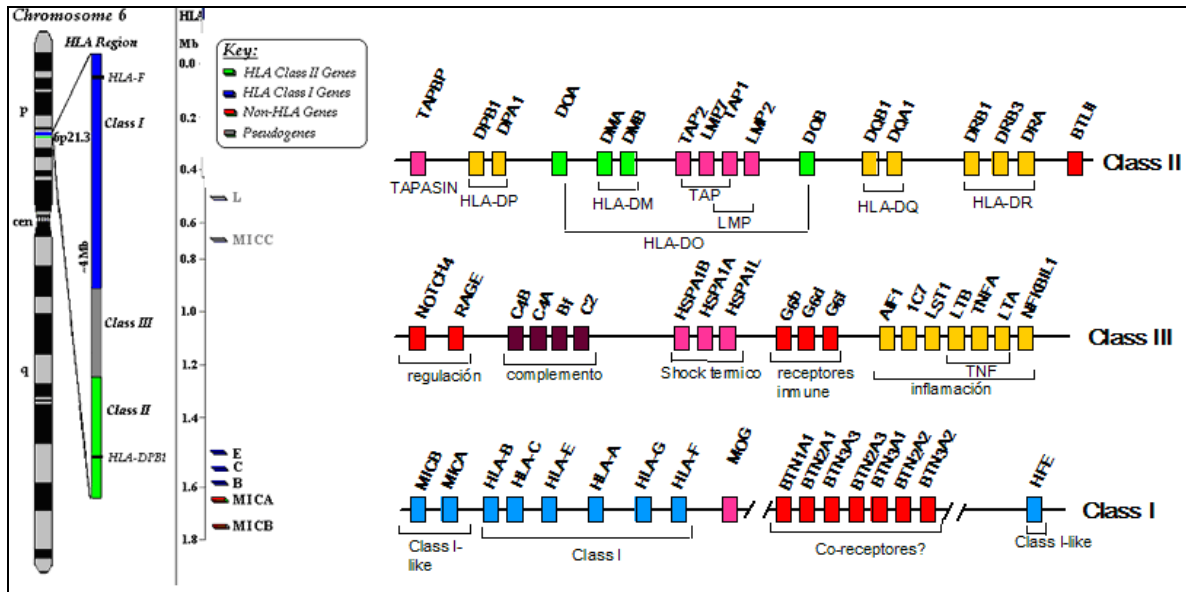 Chromosome 6
HLA Region
HLA-F
P
Class I
6p21.3
cen
~4 Mb
Class III
q
Class II
HLA-DPB1
HLA
Mb
0.0
0.2
0.4
0.6
0.8
1.0
1.2
1.4
1.6
1.8
L
MICC
E
C
B
MICA
MICB
Key:
HLA Class II Genes
HLA Class I Genes
Non-HLA Genes
Pseudogenes
TAPBP DPB1 DPA1 DOA DMA DMB TAP2 LMP7 TAP1 LMP2 DOB DQB1 DQA1 DRB1 DRB3 DRA BTLII
Class II
TAPASIN HLA-DP HLA-DM TAP HLA-DQ HLA-DR
LMP
HLA-DO
NOTCH4 RAGE C4B C4A Bf C2 HSPA1B HSPA1A HSPA1L G6b G6d G6f AIF1 1C7 LST1 LTB TNFA LTA NFKBIL1
Class III
regulación complemento Shock termico receptores inmune TNF
inflamación
MICB MICA HLA-B HLA-C HLA-E HLA-A HLA-G HLA-F MOG BTN1A1 BTN2A1 BTN3A3 BTN2A3 BTN3A1 BTN2A2 BTN3A2 HFE
Class I
Class I-like Class I Co-receptores? Class I-like